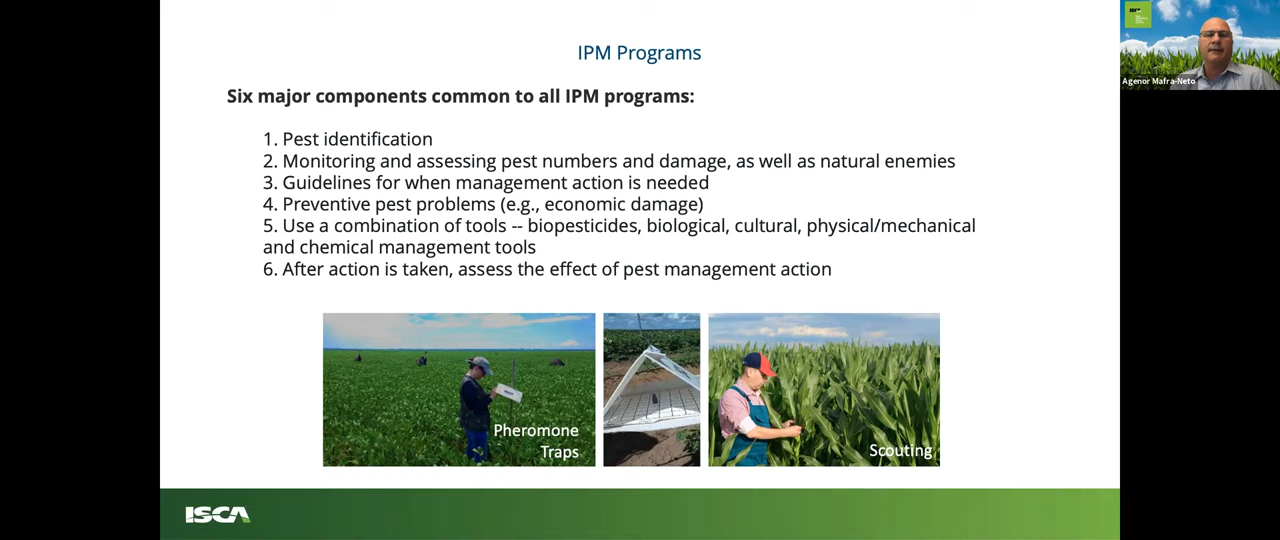 IPM Programs
Six major components common to all IPM programs:
1. Pest identification
2. Monitoring and assessing pest numbers and damage, as well as natural enemies
3. Guidelines for when management action is needed
4. Preventive pest problems (e.g., economic damage)
5. Use a combination of tools -- biopesticides, biological, cultural, physical/mechanical
and chemical management tools
6. After action is taken, assess the effect of pest management action
Pheromone
Traps
Scouting
ISCA
ISCA
Agenor Mafra-Neto